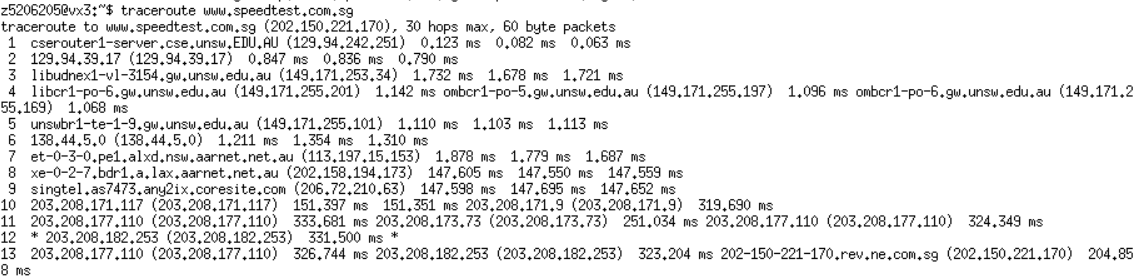 z5206205@vx3:~$ traceroute www.speedtest.com.sg
traceroute to www.speedtest.com.sg (202.150.221.170), 30 hops max, 60 byte packets
 1  cserouter1-server.cse.unsw.EDU.AU (129.94.242.251)  0.123 ms  0.082 ms  0.063 ms
 2  129.94.39.17 (129.94.39.17)  0.847 ms  0.836 ms  0.790 ms
 3  libudnex1-vl-3154.gw.unsw.edu.au (149.171.253.34)  1.732 ms  1.678 ms  1.721 ms
 4  libcr1-po-6.gw.unsw.edu.au (149.171.255.201)  1.142 ms ombcr1-po-5.gw.unsw.edu.au (149.171.255.197)  1.096 ms ombcr1-po-6.gw.unsw.edu.au (149.171.2
55.169)  1.068 ms
 5  unswbr1-te-1-9.gw.unsw.edu.au (149.171.255.101)  1.110 ms  1.103 ms  1.113 ms
 6  138.44.5.0 (138.44.5.0)  1.211 ms  1.354 ms  1.310 ms
 7  et-0-3-0.pe1.alxd.nsw.aarnet.net.au (113.197.15.153)  1.878 ms  1.779 ms  1.687 ms
 8  xe-0-2-7.bdr1.a.lax.aarnet.net.au (202.158.194.173)  147.605 ms  147.550 ms  147.559 ms
 9  singtel.as7473.any2ix.coresite.com (206.72.210.63)  147.598 ms  147.695 ms  147.652 ms
10  203.208.171.117 (203.208.171.117)  151.397 ms  151.351 ms 203.208.171.9 (203.208.171.9)  319.690 ms
11  203.208.177.110 (203.208.177.110)  333.681 ms 203.208.173.73 (203.208.173.73)  251.034 ms 203.208.177.110 (203.208.177.110)  324.349 ms
12  * 203.208.182.253 (203.208.182.253)  331.500 ms *
13  203.208.177.110 (203.208.177.110)  326.744 ms 203.208.182.253 (203.208.182.253)  323.204 ms 202-150-221-170.rev.ne.com.sg (202.150.221.170)  204.85
8 ms